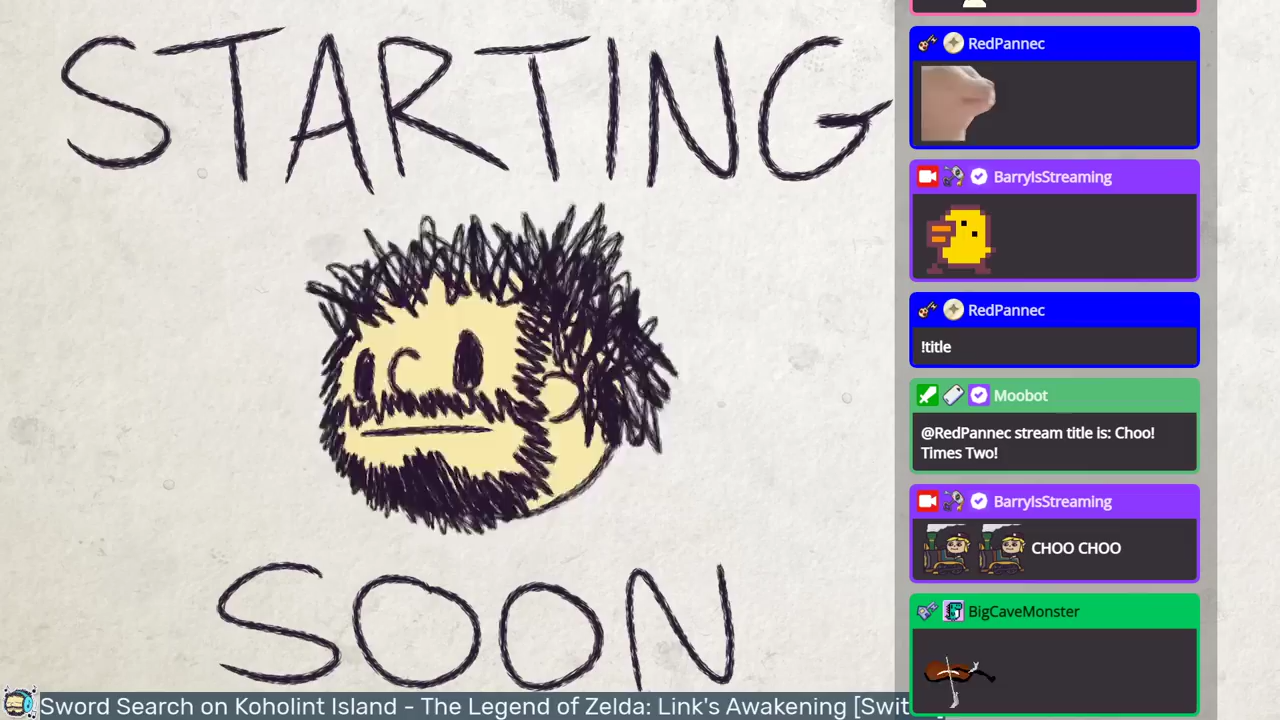 STARTING
SOON
RedPannec
BarryIsStreaming
RedPannec
!title
Moobot
@RedPannec stream title is: Choo!
Times Two!
BarryIsStreaming
CHOO CHOO
BigCaveMonster
Sword Search on Koholint Island - The Legend of Zelda: Link's Awakening [Swit